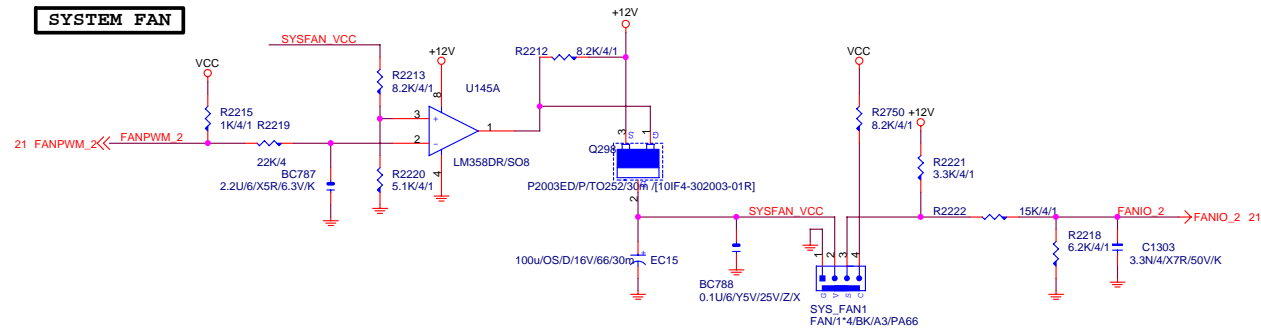 SYSTEM FAN
SYSFAN_VCC
+12V
+12V
VCC
VCC
R2212
8.2K/4/1
R2213
8.2K/4/1
8
U145A
R2215
1K/4/1
R2219
3
+
1
2
-
4
LM358DR/SO8
21 FANPWM_2
FANPWM_2
22K/4
BC787
2.2U/6/X5R/6.3V/K
R2220
5.1K/4/1
3
S
1
G
Q298
P2003ED/P/TO252/30m /[10IF4-302003-01R]
2
R2750
8.2K/4/1
+12V
R2221
3.3K/4/1
SYSFAN_VCC
R2222
15K/4/1
FANIO_2
FANIO_2 21
R2218
6.2K/4/1
C1303
3.3N/4/X7R/50V/K
100u/OS/D/16V/66/30m
+
EC15
BC788
0.1U/6/Y5V/25V/Z/X
1
2
3
4
G
V
S
C
SYS_FAN1
FAN/1*4/BK/A3/PA66